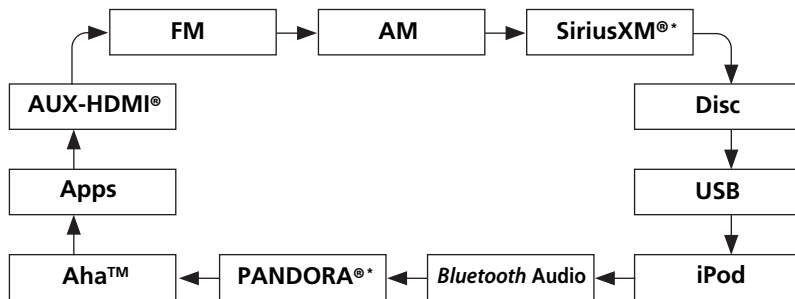 FM
AM
SiriusXM®*
Disc
USB
iPod
Bluetooth Audio
PANDORA®*
Aha™
Apps
AUX-HDMI®